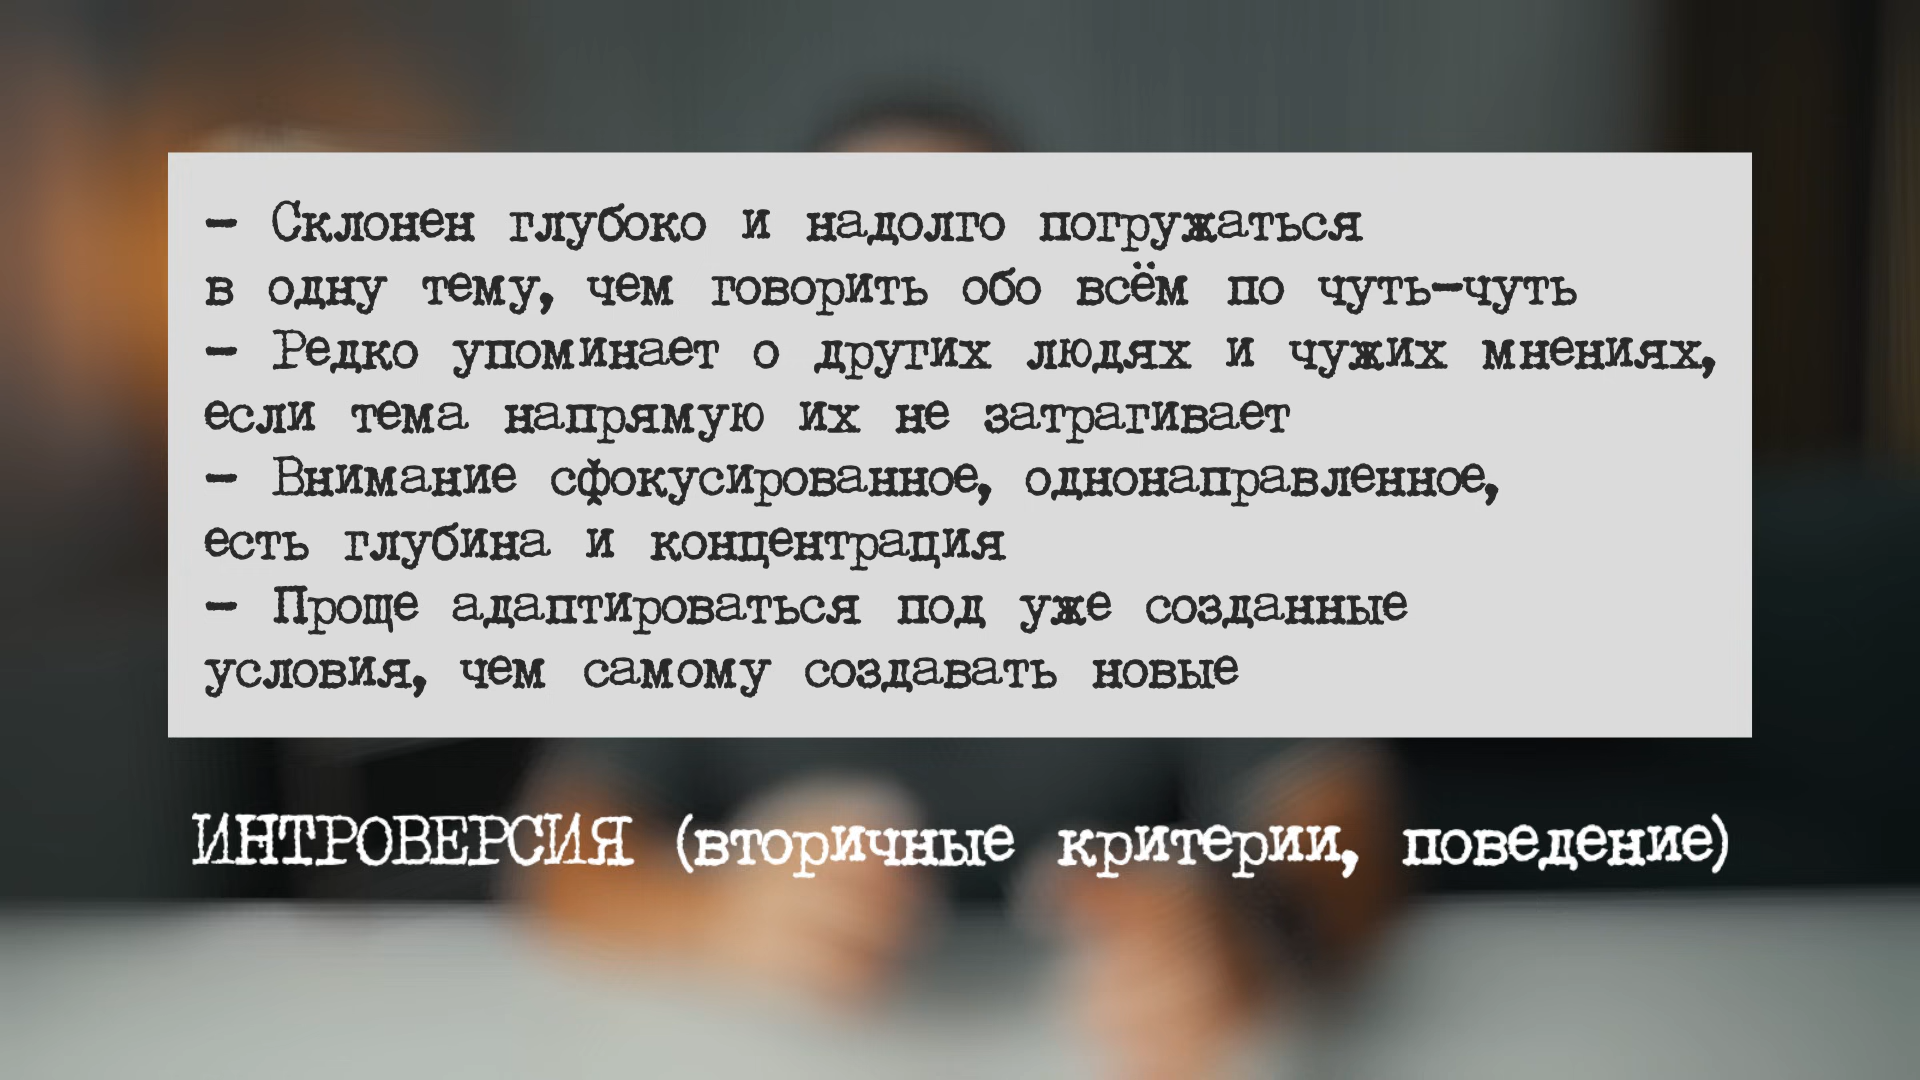 - Склонен глубоко и надолго погружаться
в одну тему, чем говорить обо всём по чуть-чуть
- Редко упоминает о других людях и чужих мнениях,
если тема напрямую их не затрагивает
- Внимание сфокусированное, однонаправленное,
есть глубина и концентрация
- Проще адаптироваться под уже созданные
условия, чем самому создавать новые
ИНТРОВЕРСИЯ (вторичные критерии, поведение)